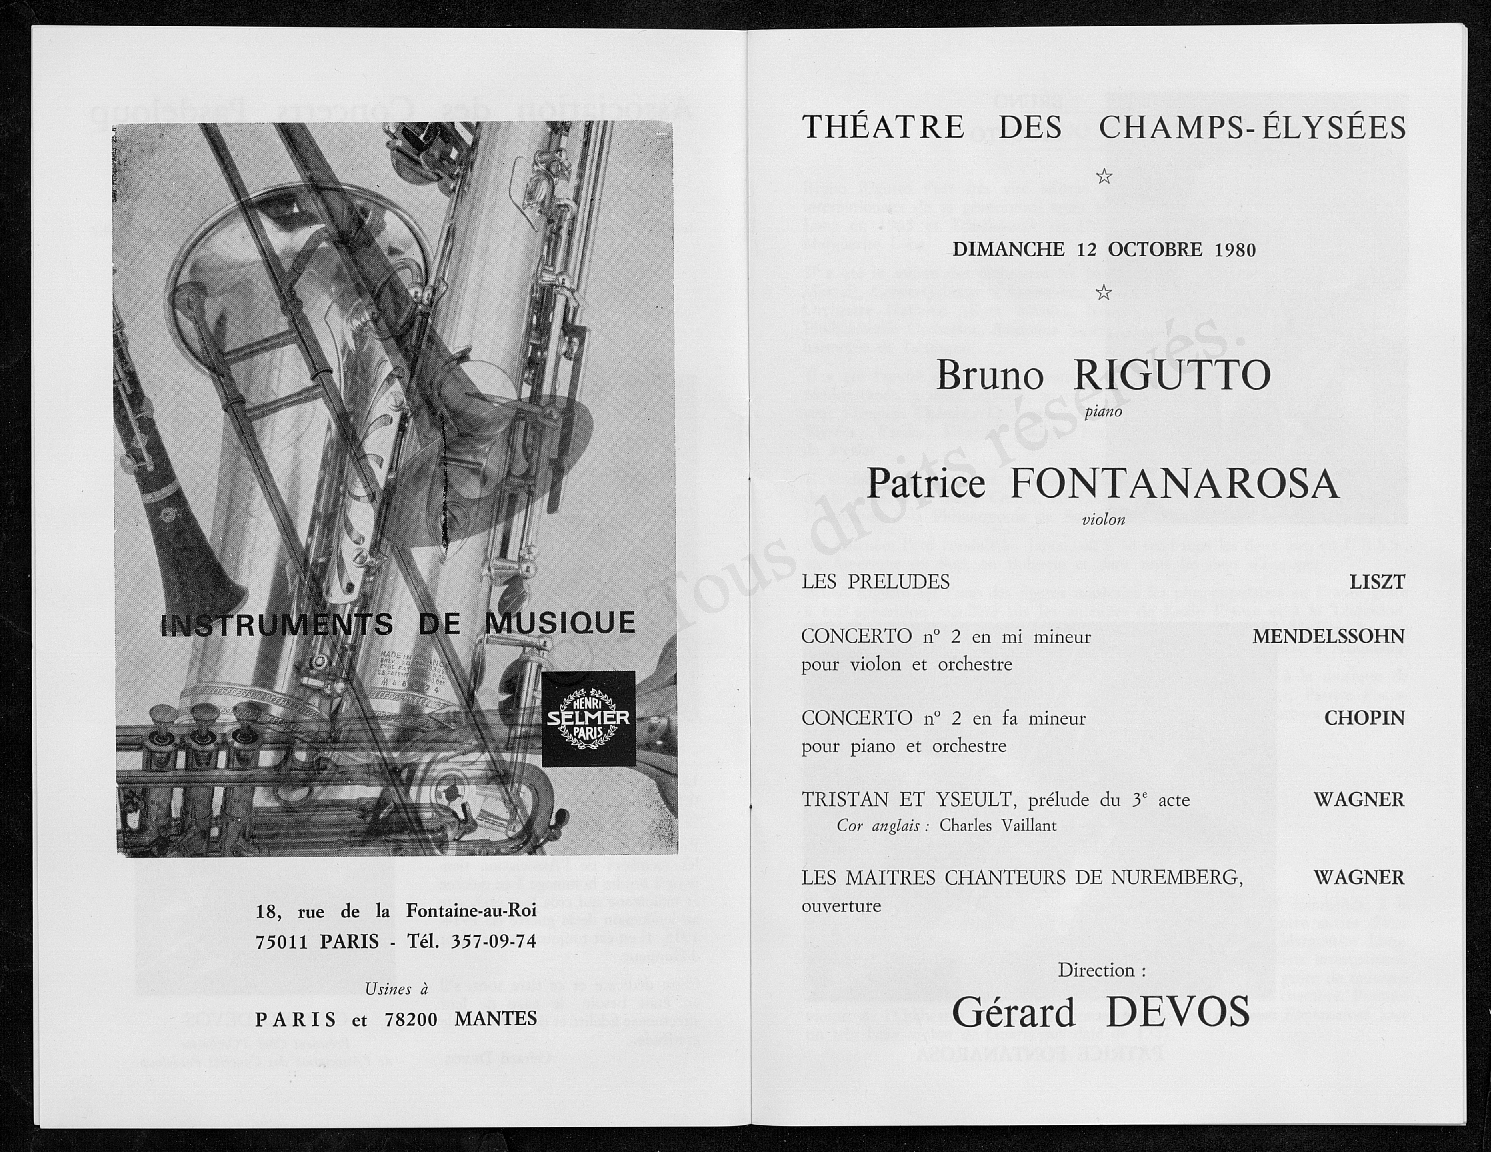 INSTRUMENTS DE MUSIQUE
HENRI
SELMER
PARIS
18, rue de la Fontaine-au-Roi
75011 PARIS - Tél. 357-09-74
Usines à
PARIS et 78200 MANTES
THÉATRE DES CHAMPS-ÉLYSÉES
DIMANCHE 12 OCTOBRE 1980
Bruno RIGUTTO
piano
Patrice FONTANAROSA
violon
LES PRELUDES LISZT
CONCERTO nº 2 en mi mineur MENDELSSOHN
pour violon et orchestre
CONCERTO nº 2 en fa mineur CHOPIN
pour piano et orchestre
TRISTAN ET YSEULT, prélude du 3e acte WAGNER
Cor anglais : Charles Vaillant
LES MAITRES CHANTEURS DE NUREMBERG, WAGNER
ouverture
Direction :
Gérard DEVOS
Tous droits réservés.